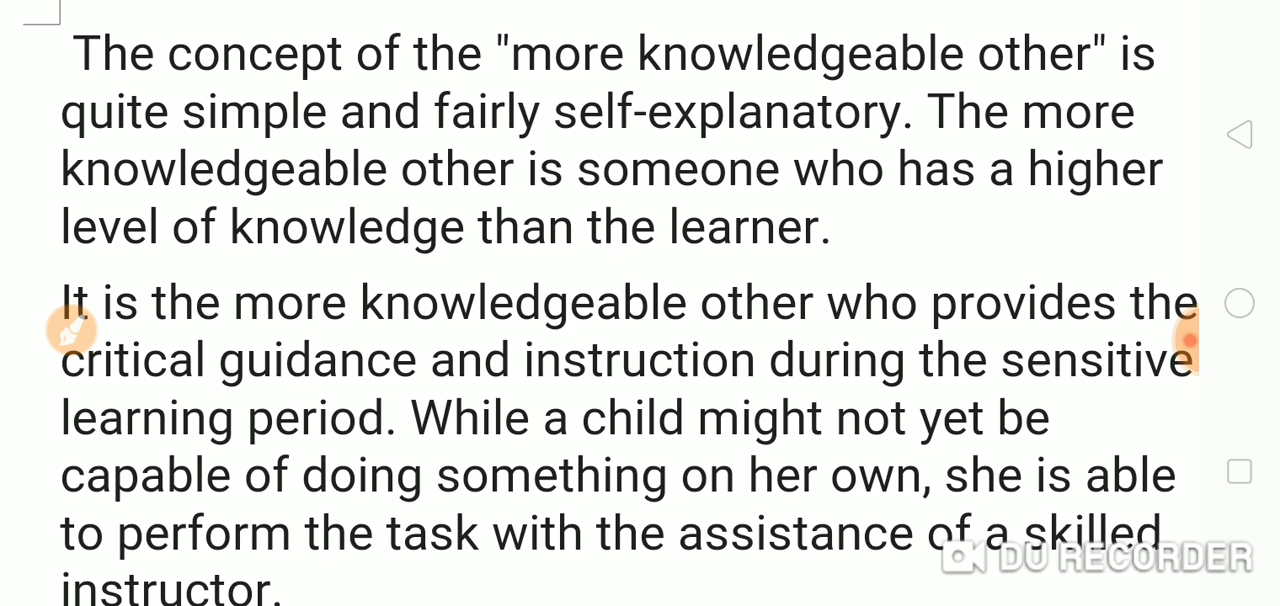 The concept of the "more knowledgeable other" is
quite simple and fairly self-explanatory. The more
knowledgeable other is someone who has a higher
level of knowledge than the learner.
It is the more knowledgeable other who provides the
critical guidance and instruction during the sensitive
learning period. While a child might not yet be
capable of doing something on her own, she is able
to perform the task with the assistance of a skilled
instructor.
DU RECORDER